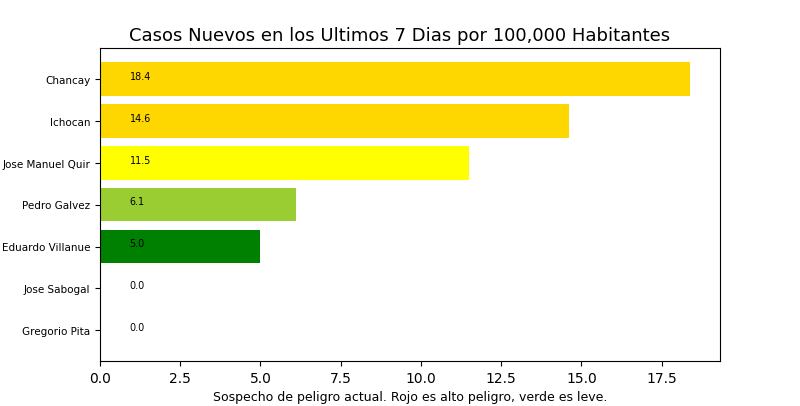 Casos Nuevos en los Ultimos 7 Dias por 100,000 Habitantes
Chancay 18.4
Ichocan 14.6
Jose Manuel Quir 11.5
Pedro Galvez 6.1
Eduardo Villanue 5.0
Jose Sabogal 0.0
Gregorio Pita 0.0
0.0 2.5 5.0 7.5 10.0 12.5 15.0 17.5
Sospecho de peligro actual. Rojo es alto peligro, verde es leve.